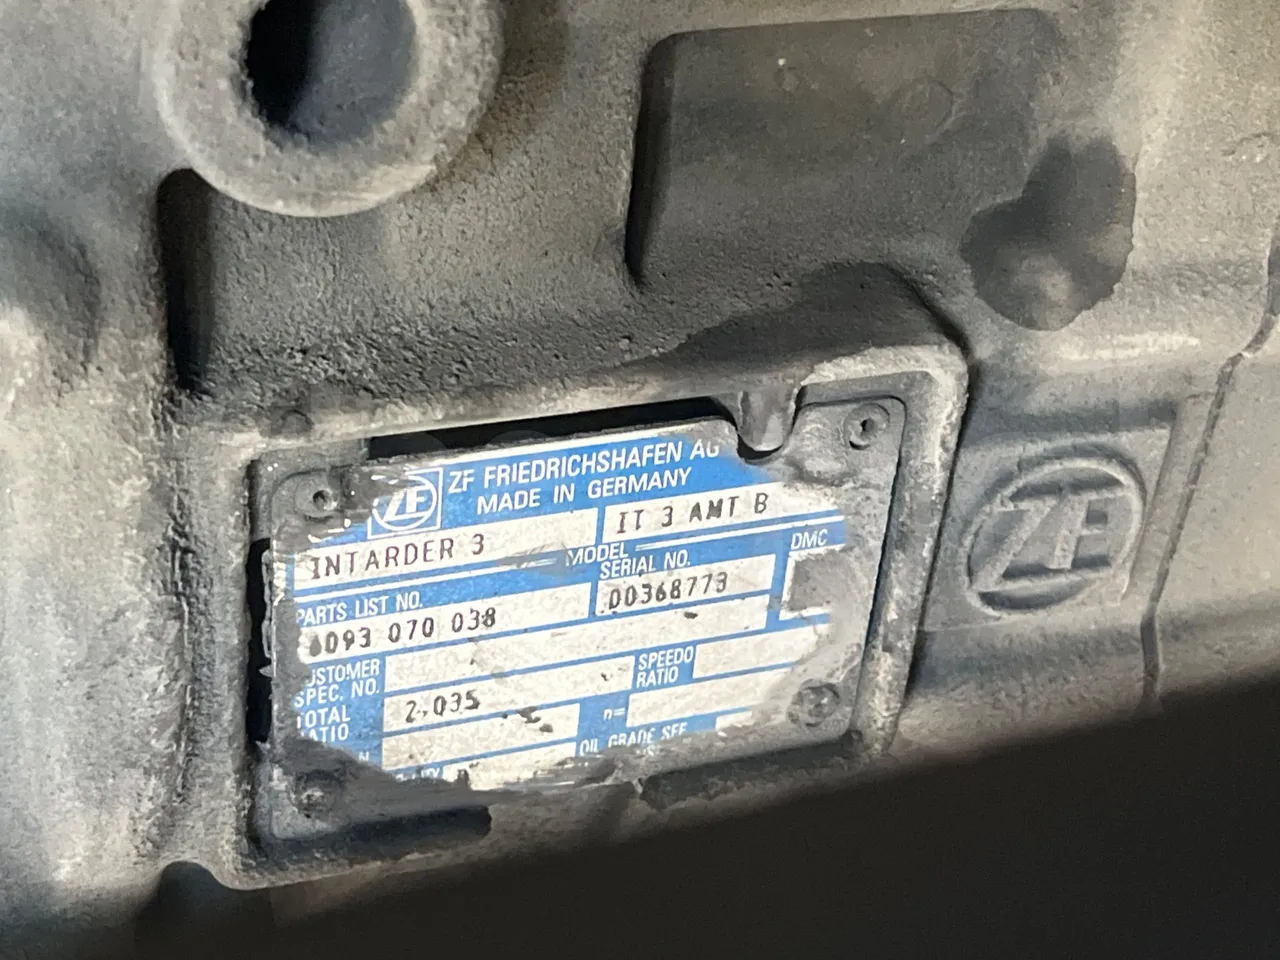 ZF
ZF FRIEDRICHSHAFEN AG
MADE IN GERMANY
INTARDER 3
MODEL
IT 3 AMT B
PARTS LIST NO.
SERIAL NO.
DMC
6093 070 038
00368773
CUSTOMER
SPEC. NO.
SPEEDO
RATIO
TOTAL
RATIO
2,035
n=
OIL GRADE SEE
ZF